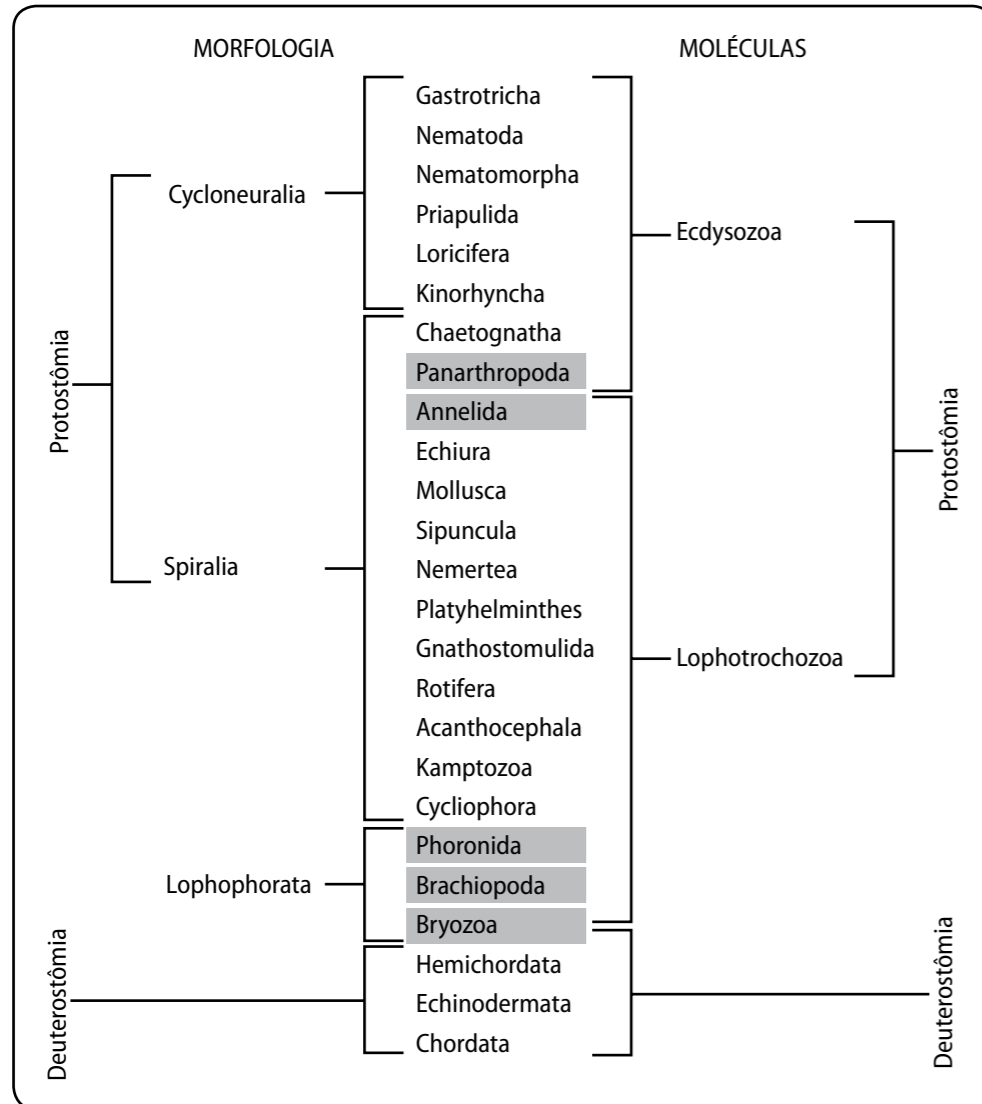 MORFOLOGIA
MOLÉCULAS
Gastrotricha
Nematoda
Nematomorpha
Cycloneuralia
Priapulida
Ecdysozoa
Loricifera
Kinorhyncha
Chaetognatha
Panarthropoda
Protostômia
Annelida
Echiura
Protostômia
Mollusca
Sipuncula
Spiralia
Nemertea
Platyhelminthes
Gnathostomulida
Lophotrochozoa
Rotifera
Acanthocephala
Kamptozoa
Cycliophora
Phoronida
Lophophorata
Brachiopoda
Bryozoa
Hemichordata
Deuterostômia
Echinodermata
Deuterostômia
Chordata